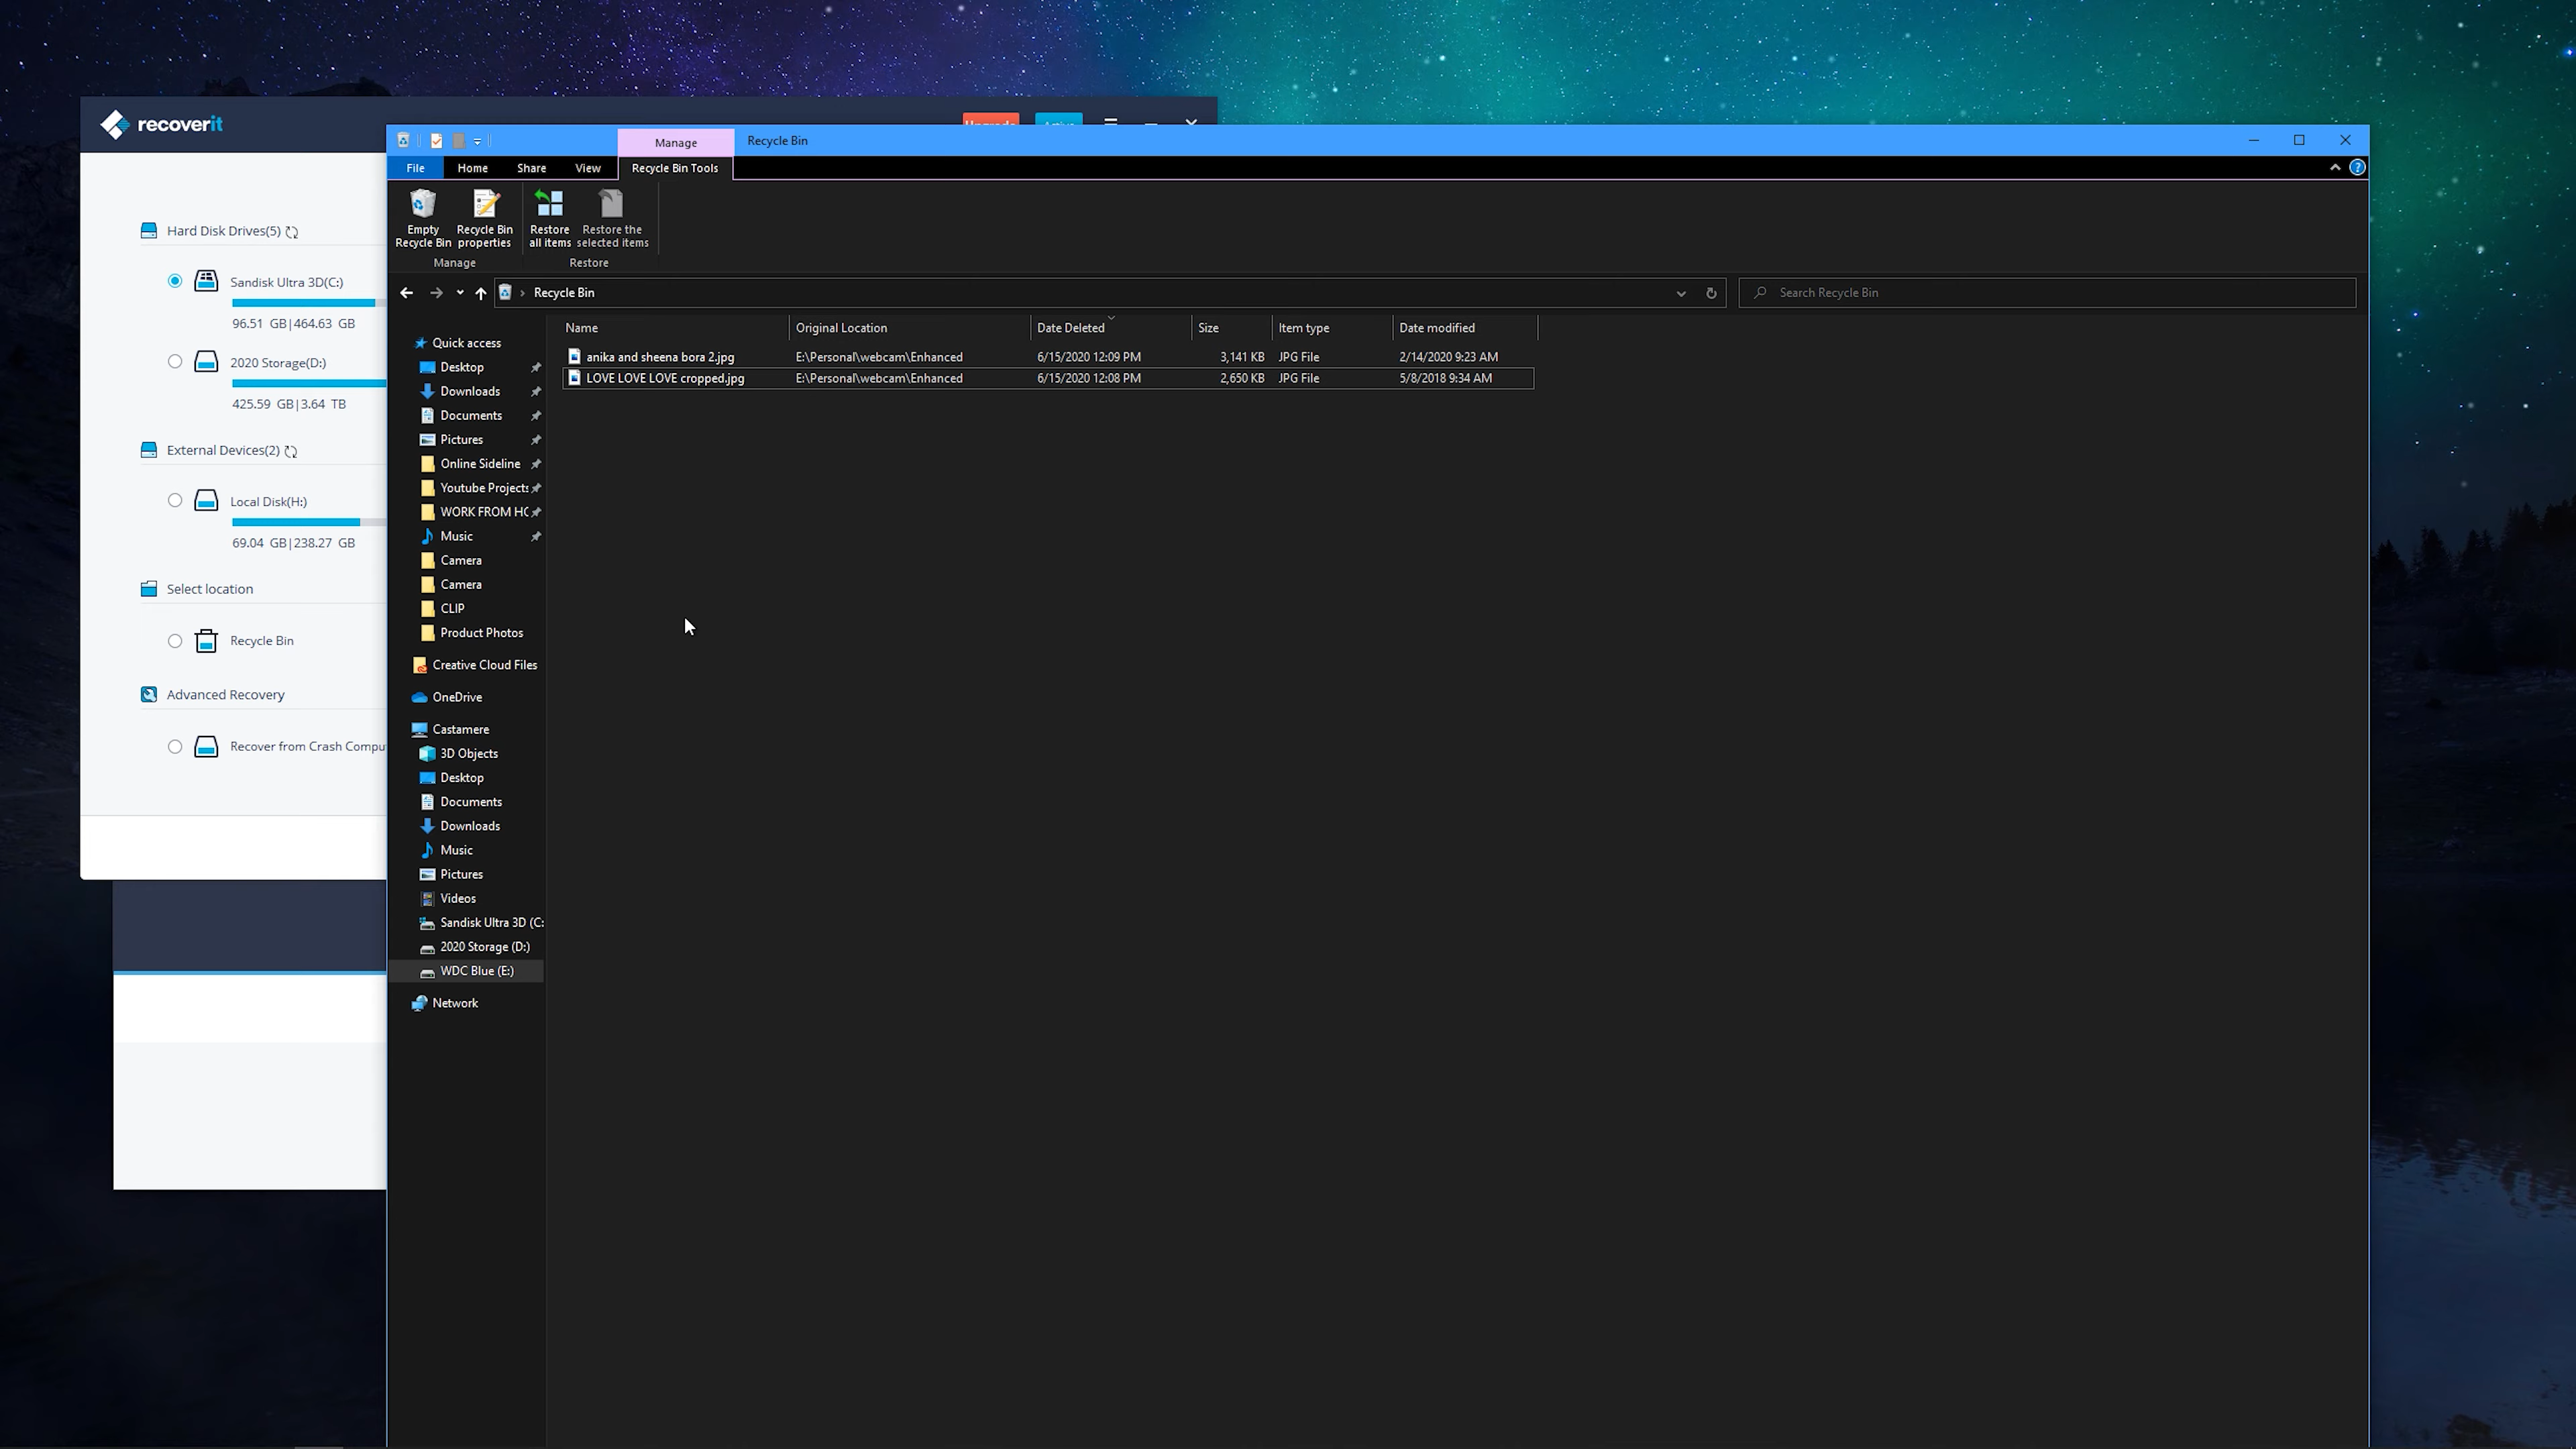 recoverit
Hard Disk Drives(5)
Sandisk Ultra 3D(C:)
96.51 GB|464.63 GB
2020 Storage(D:)
425.59 GB|3.64 TB
External Devices(2)
Local Disk(H:)
69.04 GB|238.27 GB
Select location
Recycle Bin
Advanced Recovery
Recover from Crash Compu
Manage
Recycle Bin
File Home Share View Recycle Bin Tools
Empty Recycle Bin
Recycle Bin properties
Restore all items
Restore the selected items
Manage
Restore
Recycle Bin
Search Recycle Bin
Name Original Location Date Deleted Size Item type Date modified
anika and sheena bora 2.jpg E:\Personal\webcam\Enhanced 6/15/2020 12:09 PM 3,141 KB JPG File 2/14/2020 9:23 AM
LOVE LOVE LOVE cropped.jpg E:\Personal\webcam\Enhanced 6/15/2020 12:08 PM 2,650 KB JPG File 5/8/2018 9:34 AM
Quick access
Desktop
Downloads
Documents
Pictures
Online Sideline
Youtube Projects
WORK FROM HO
Music
Camera
Camera
CLIP
Product Photos
Creative Cloud Files
OneDrive
Castamere
3D Objects
Desktop
Documents
Downloads
Music
Pictures
Videos
Sandisk Ultra 3D (C:
2020 Storage (D:)
WDC Blue (E:)
Network